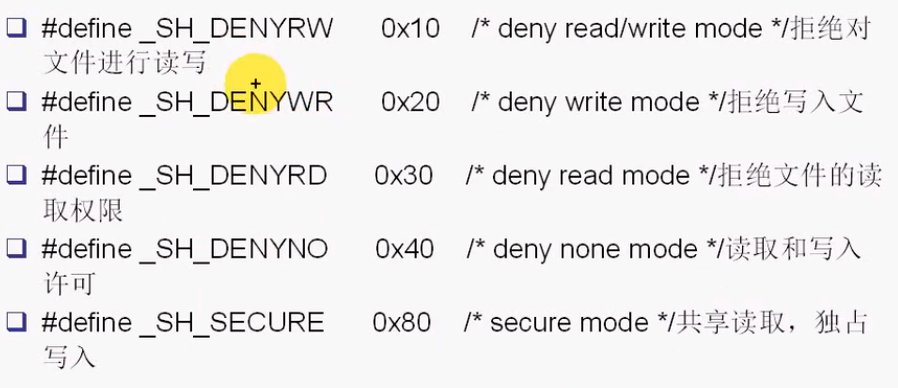 #define _SH_DENYRW 0x10 /* deny read/write mode */拒绝对
文件进行读写
#define _SH_DENYWR 0x20 /* deny write mode */拒绝写入文
件
#define _SH_DENYRD 0x30 /* deny read mode */拒绝文件的读
取权限
#define _SH_DENYNO 0x40 /* deny none mode */读取和写入
许可
#define _SH_SECURE 0x80 /* secure mode */共享读取，独占
写入